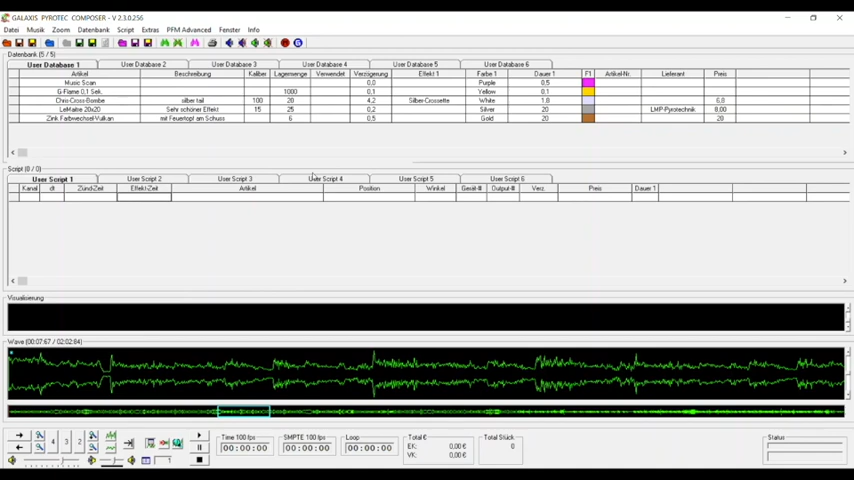 GALAXIS PYROTEC COMPOSER - V 2.3.0.256
Datei Musik Zoom Datenbank Script Extras PFM Advanced Fenster Info
Datenbank (5 / 5)
User Database 1 User Database 2 User Database 3 User Database 4 User Database 5 User Database 6
Artikel Beschreibung Kaliber Lagermenge Verwendet Verzögerung Effekt 1 Farbe 1 Dauer 1 F1 Artikel-Nr. Lieferant Preis
Music Scan 0,0 Purple 0,5
G-Flame 0,1 Sek. 1000 0,1 Yellow 0,1
Chris-Cross-Bombe silber tail 100 20 4,2 Silber-Crossette White 1,8 6,8
LeMaitre 20x20 Sehr schöner Effekt 15 25 0,2 Silver 20 LMP-Pyrotechnik 8,00
Zink Farbwechsel-Vulkan mit Feuertopf am Schuss 6 0,5 Gold 20 20
Script (0 / 0)
User Script 1 User Script 2 User Script 3 User Script 4 User Script 5 User Script 6
Kanal dt Zünd-Zeit Effekt-Zeit Artikel Position Winkel Gerät-Ill Output-Ill Verz. Preis Dauer 1
Visualisierung
Wave (00:07:67 / 02:02:84)
4 3 2
1
Time 100 fps
00:00:00
SMPTE 100 fps
00:00:00
Loop
00:00:00
Total €
EK: 0,00 €
VK: 0,00 €
Total Stück
0
Status